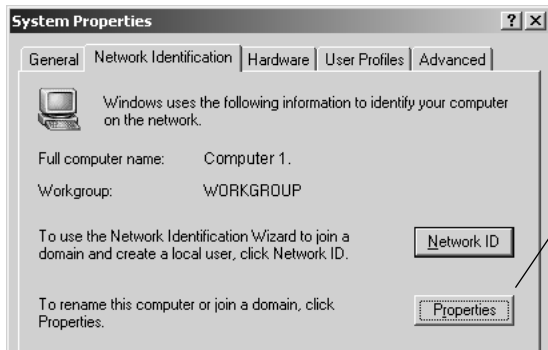 System Properties
? ×
General Network Identification Hardware User Profiles Advanced
Windows uses the following information to identify your computer
on the network.
Full computer name: Computer 1.
Workgroup: WORKGROUP
To use the Network Identification Wizard to join a
domain and create a local user, click Network ID.
Network ID
To rename this computer or join a domain, click
Properties.
Properties